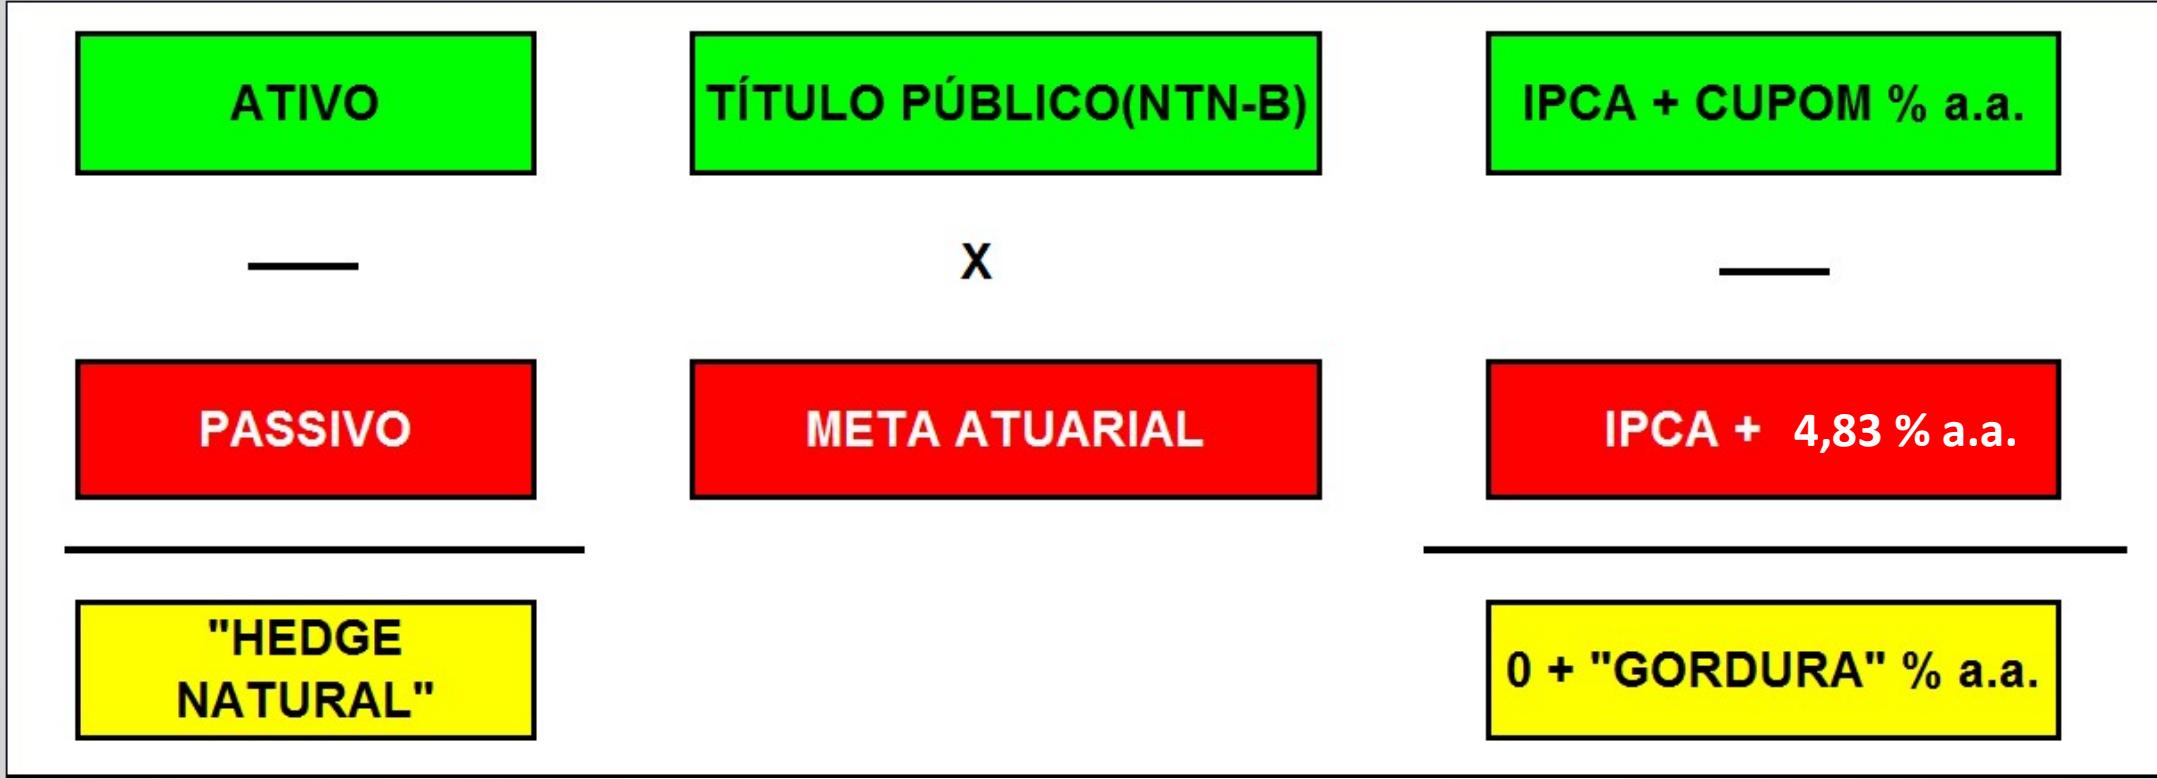 ATIVO
TÍTULO PÚBLICO(NTN-B)
IPCA + CUPOM % a.a.
X
PASSIVO
META ATUARIAL
IPCA + 4,83 % a.a.
"HEDGE
NATURAL"
0 + "GORDURA" % a.a.